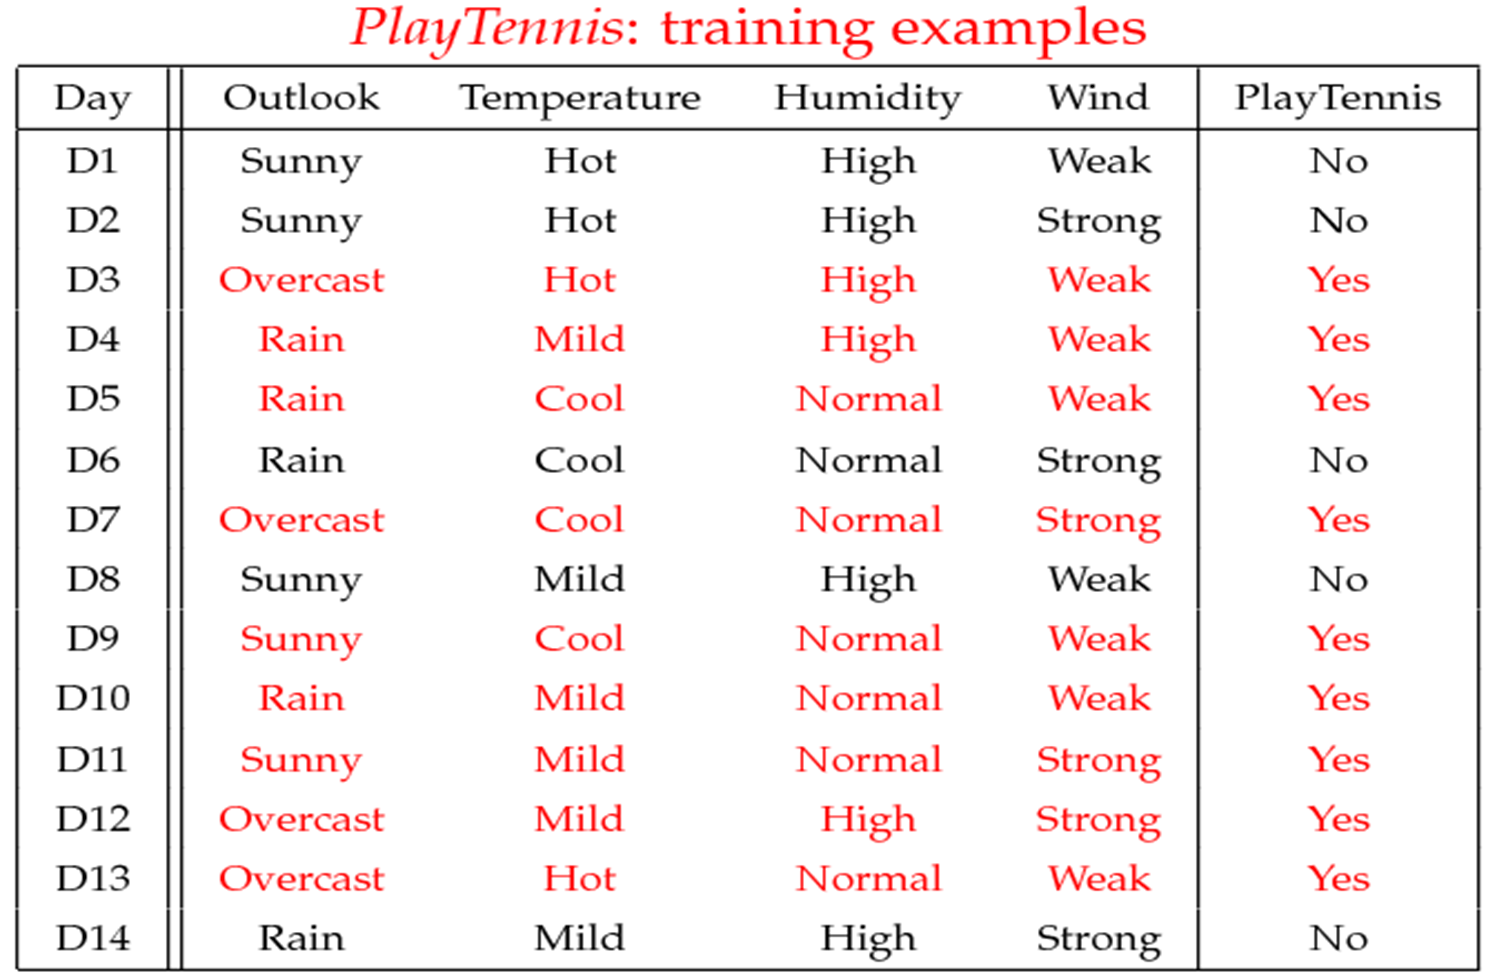 PlayTennis: training examples
Day Outlook Temperature Humidity Wind PlayTennis
D1 Sunny Hot High Weak No
D2 Sunny Hot High Strong No
D3 Overcast Hot High Weak Yes
D4 Rain Mild High Weak Yes
D5 Rain Cool Normal Weak Yes
D6 Rain Cool Normal Strong No
D7 Overcast Cool Normal Strong Yes
D8 Sunny Mild High Weak No
D9 Sunny Cool Normal Weak Yes
D10 Rain Mild Normal Weak Yes
D11 Sunny Mild Normal Strong Yes
D12 Overcast Mild High Strong Yes
D13 Overcast Hot Normal Weak Yes
D14 Rain Mild High Strong No